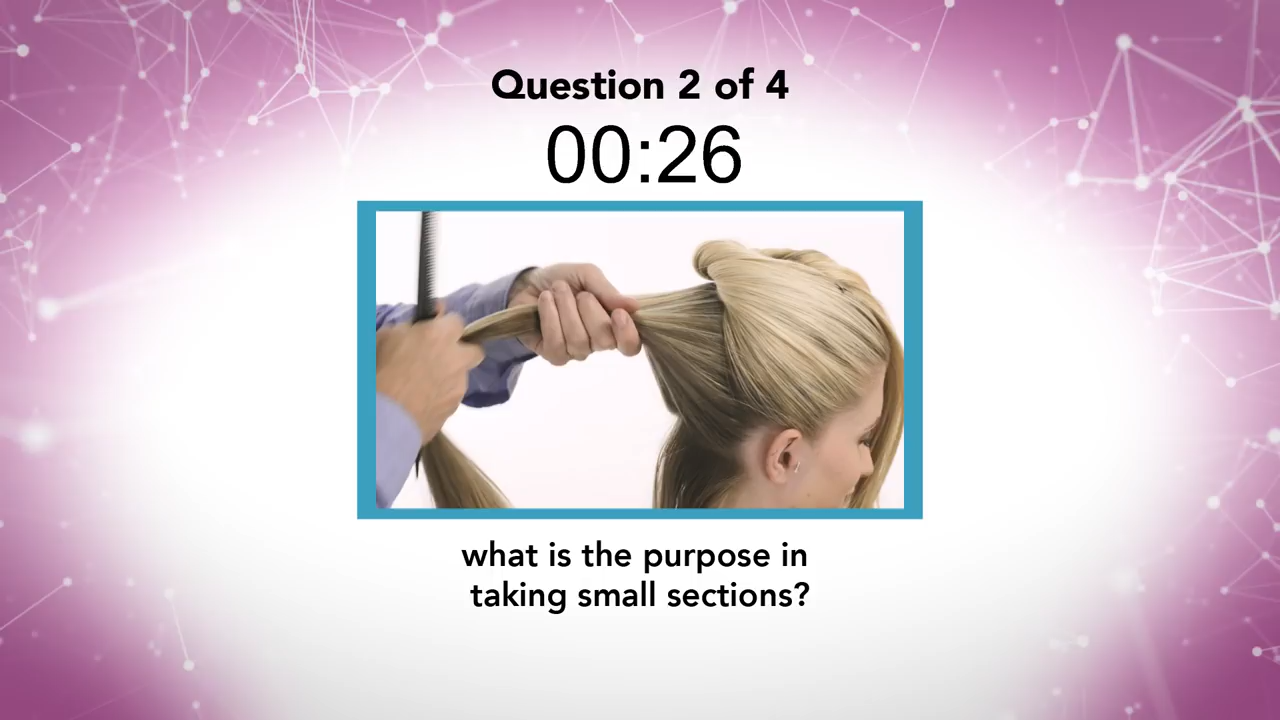 Question 2 of 4
00:26
what is the purpose in
taking small sections?